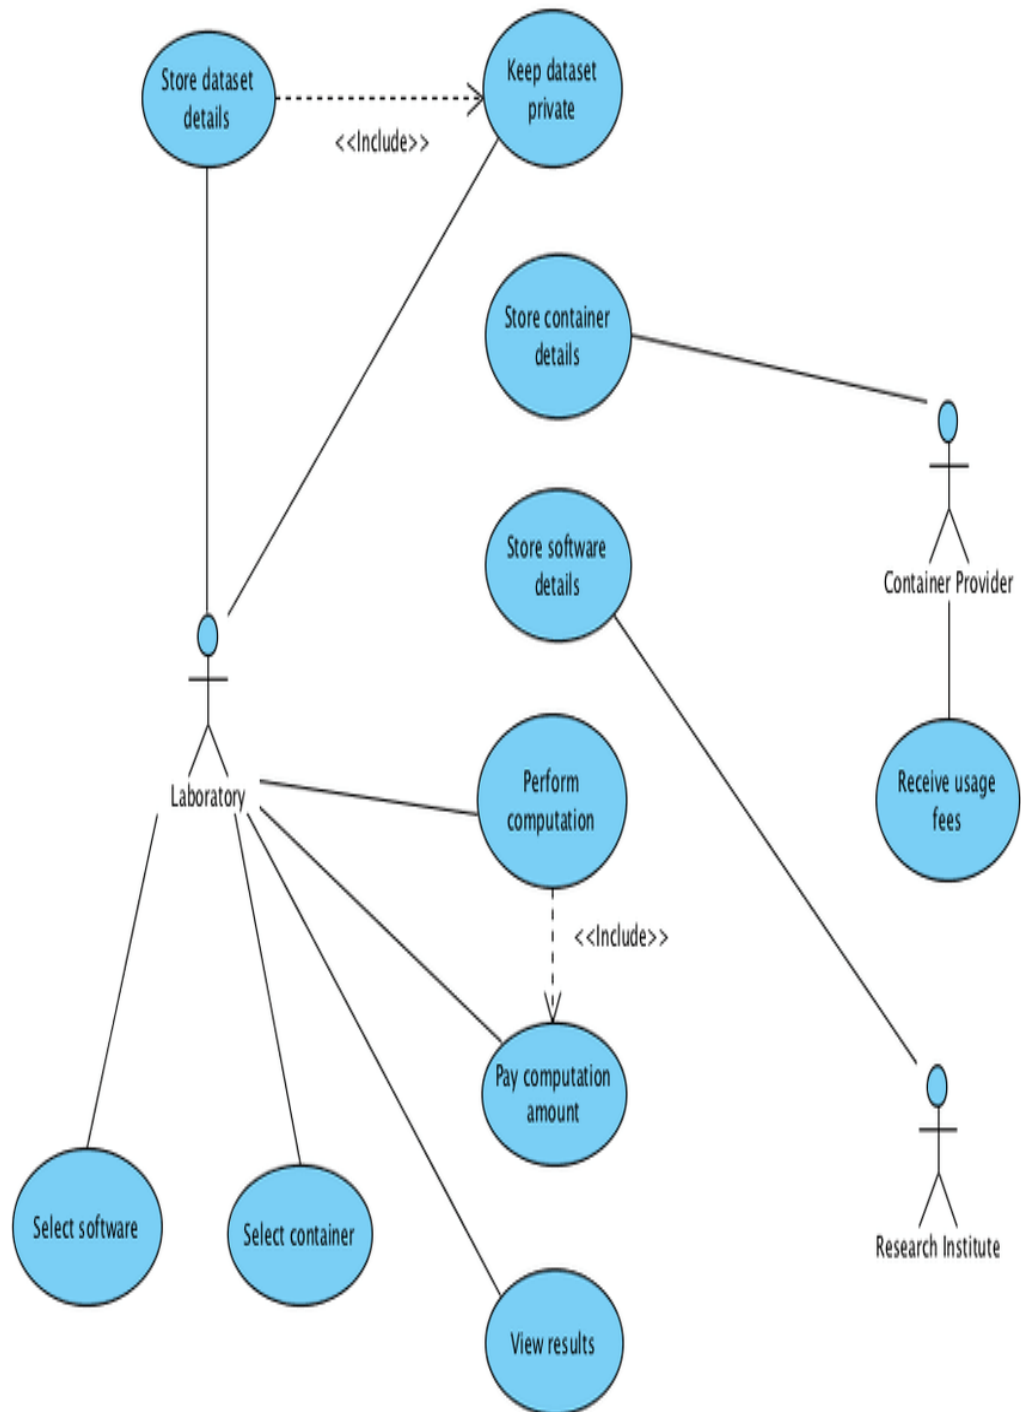 Store dataset
details
<<Include>>
Keep dataset
private
Store container
details
Store software
details
Container Provider
Laboratory
Perform
computation
Receive usage
fees
<<Include>>
Pay computation
amount
Select software
Select container
Research Institute
View results